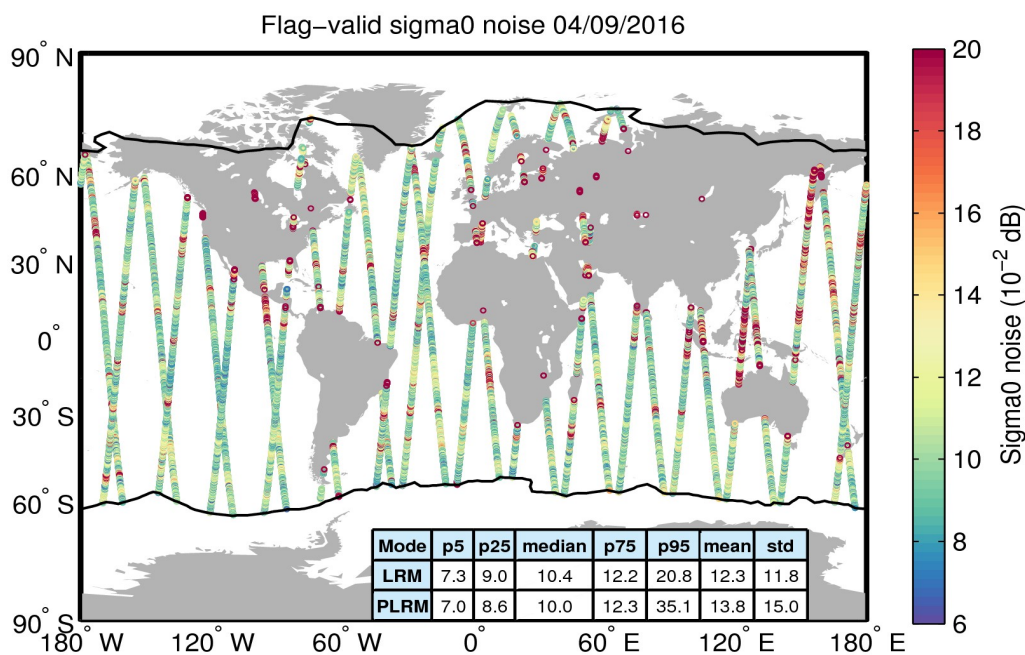 Flag-valid sigma0 noise 04/09/2016
90° N
60° N
30° N
0°
30° S
60° S
90° S
180° W
120° W
60° W
0°
60° E
120° E
180° E
Mode p5 p25 median p75 p95 mean std
LRM 7.3 9.0 10.4 12.2 20.8 12.3 11.8
PLRM 7.0 8.6 10.0 12.3 35.1 13.8 15.0
20
18
16
14
12
10
8
6
Sigma0 noise (10⁻² dB)